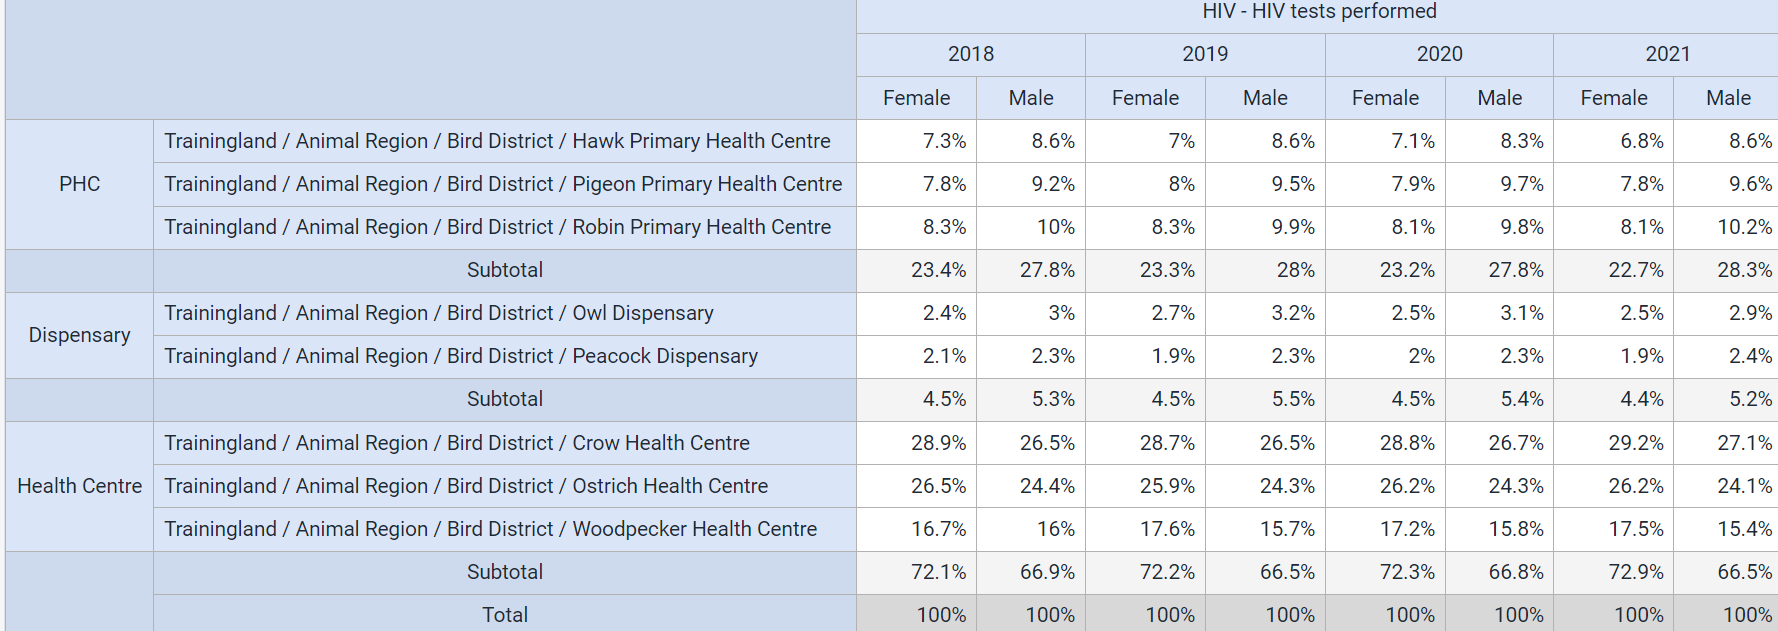 HIV - HIV tests performed
2018 2019 2020 2021
Female Male Female Male Female Male Female Male
PHC
Trainingland / Animal Region / Bird District / Hawk Primary Health Centre 7.3% 8.6% 7% 8.6% 7.1% 8.3% 6.8% 8.6%
Trainingland / Animal Region / Bird District / Pigeon Primary Health Centre 7.8% 9.2% 8% 9.5% 7.9% 9.7% 7.8% 9.6%
Trainingland / Animal Region / Bird District / Robin Primary Health Centre 8.3% 10% 8.3% 9.9% 8.1% 9.8% 8.1% 10.2%
Subtotal 23.4% 27.8% 23.3% 28% 23.2% 27.8% 22.7% 28.3%
Dispensary
Trainingland / Animal Region / Bird District / Owl Dispensary 2.4% 3% 2.7% 3.2% 2.5% 3.1% 2.5% 2.9%
Trainingland / Animal Region / Bird District / Peacock Dispensary 2.1% 2.3% 1.9% 2.3% 2% 2.3% 1.9% 2.4%
Subtotal 4.5% 5.3% 4.5% 5.5% 4.5% 5.4% 4.4% 5.2%
Health Centre
Trainingland / Animal Region / Bird District / Crow Health Centre 28.9% 26.5% 28.7% 26.5% 28.8% 26.7% 29.2% 27.1%
Trainingland / Animal Region / Bird District / Ostrich Health Centre 26.5% 24.4% 25.9% 24.3% 26.2% 24.3% 26.2% 24.1%
Trainingland / Animal Region / Bird District / Woodpecker Health Centre 16.7% 16% 17.6% 15.7% 17.2% 15.8% 17.5% 15.4%
Subtotal 72.1% 66.9% 72.2% 66.5% 72.3% 66.8% 72.9% 66.5%
Total 100% 100% 100% 100% 100% 100% 100% 100%